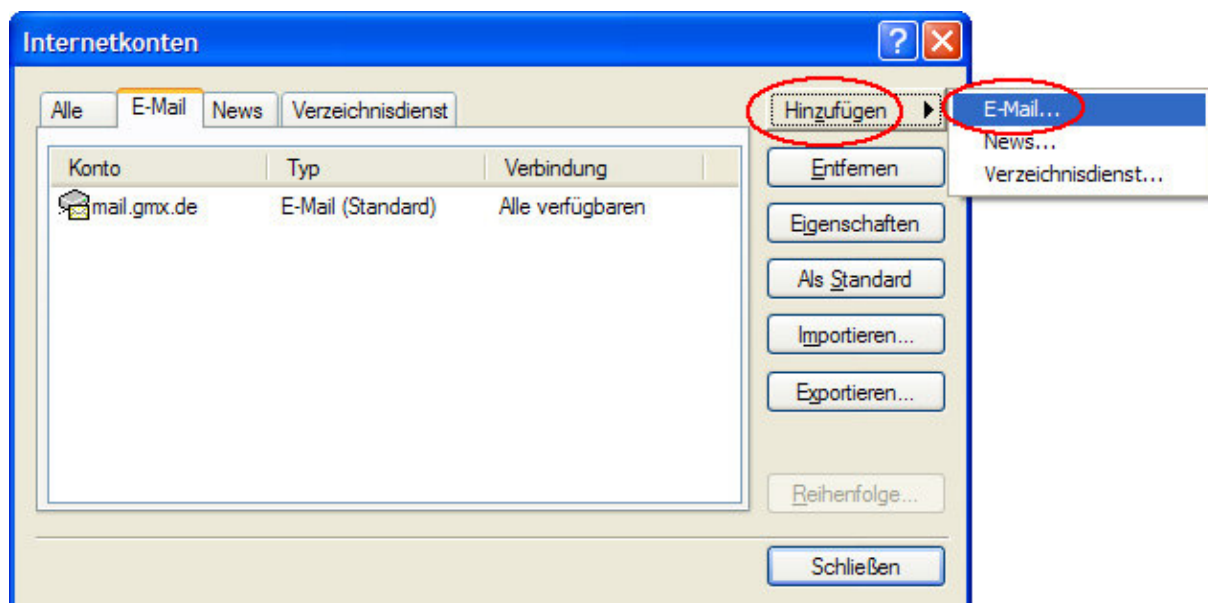 Internetkonten
Alle E-Mail News Verzeichnisdienst
Hinzufügen
E-Mail...
News...
Verzeichnisdienst...
Konto Typ Verbindung
mail.gmx.de E-Mail (Standard) Alle verfügbaren
Entfernen
Eigenschaften
Als Standard
Importieren...
Exportieren...
Reihenfolge...
Schließen